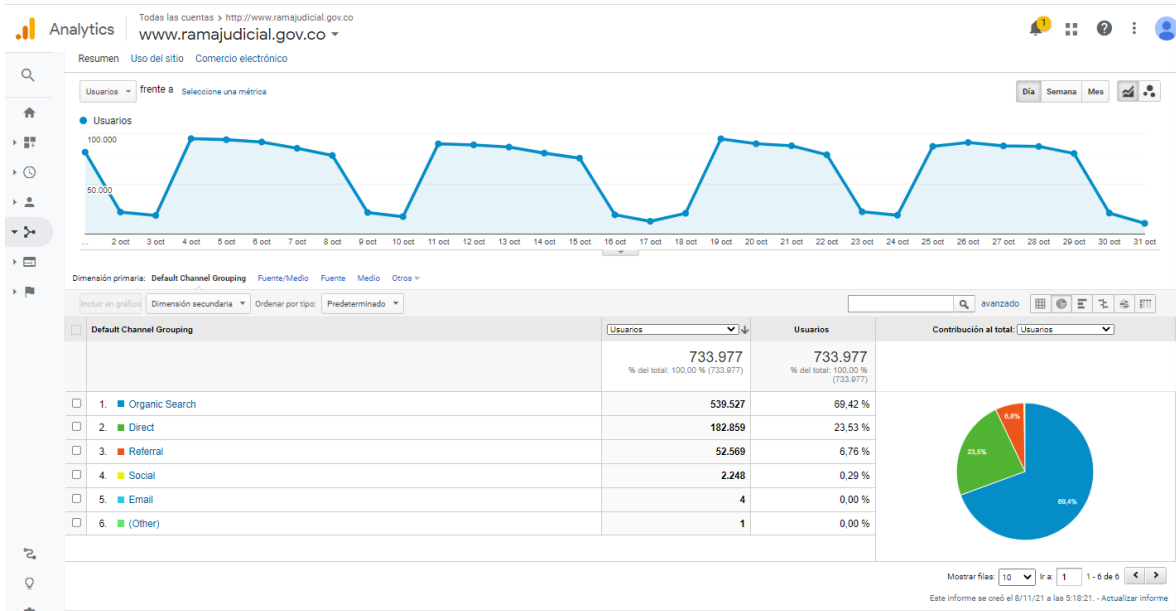 Analytics
Todas las cuentas > http://www.ramajudicial.gov.co
www.ramajudicial.gov.co
1
Resumen Uso del sitio Comercio electrónico
Usuarios frente a Seleccione una métrica
Día Semana Mes
Usuarios
100.000
50.000
... 2 oct 3 oct 4 oct 5 oct 6 oct 7 oct 8 oct 9 oct 10 oct 11 oct 12 oct 13 oct 14 oct 15 oct 16 oct 17 oct 18 oct 19 oct 20 oct 21 oct 22 oct 23 oct 24 oct 25 oct 26 oct 27 oct 28 oct 29 oct 30 oct 31 oct
Dimensión primaria: Default Channel Grouping Fuente/Medio Fuente Medio Otros
Incluir en gráfico Dimensión secundaria Ordenar por tipo: Predeterminado avanzado
Default Channel Grouping Usuarios Usuarios Contribución al total: Usuarios
733.977 733.977
% del total: 100,00 % (733.977) % del total: 100,00 %
(733.977)
1. Organic Search 539.527 69,42 %
2. Direct 182.859 23,53 %
3. Referral 52.569 6,76 %
4. Social 2.248 0,29 %
5. Email 4 0,00 %
6. (Other) 1 0,00 %
6,8%
23,5%
69,4%
Mostrar filas: 10 Ir a: 1 1 - 6 de 6
Este informe se creó el 8/11/21 a las 5:18:21. - Actualizar informe